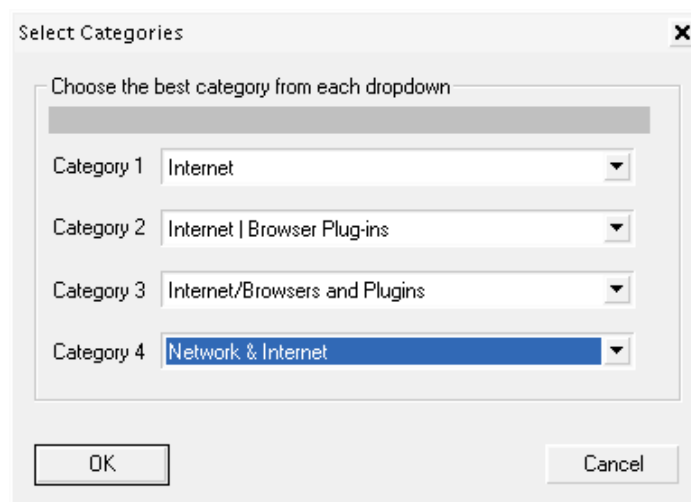 Select Categories
Choose the best category from each dropdown
Category 1 Internet
Category 2 Internet | Browser Plug-ins
Category 3 Internet/Browsers and Plugins
Category 4 Network & Internet
OK Cancel